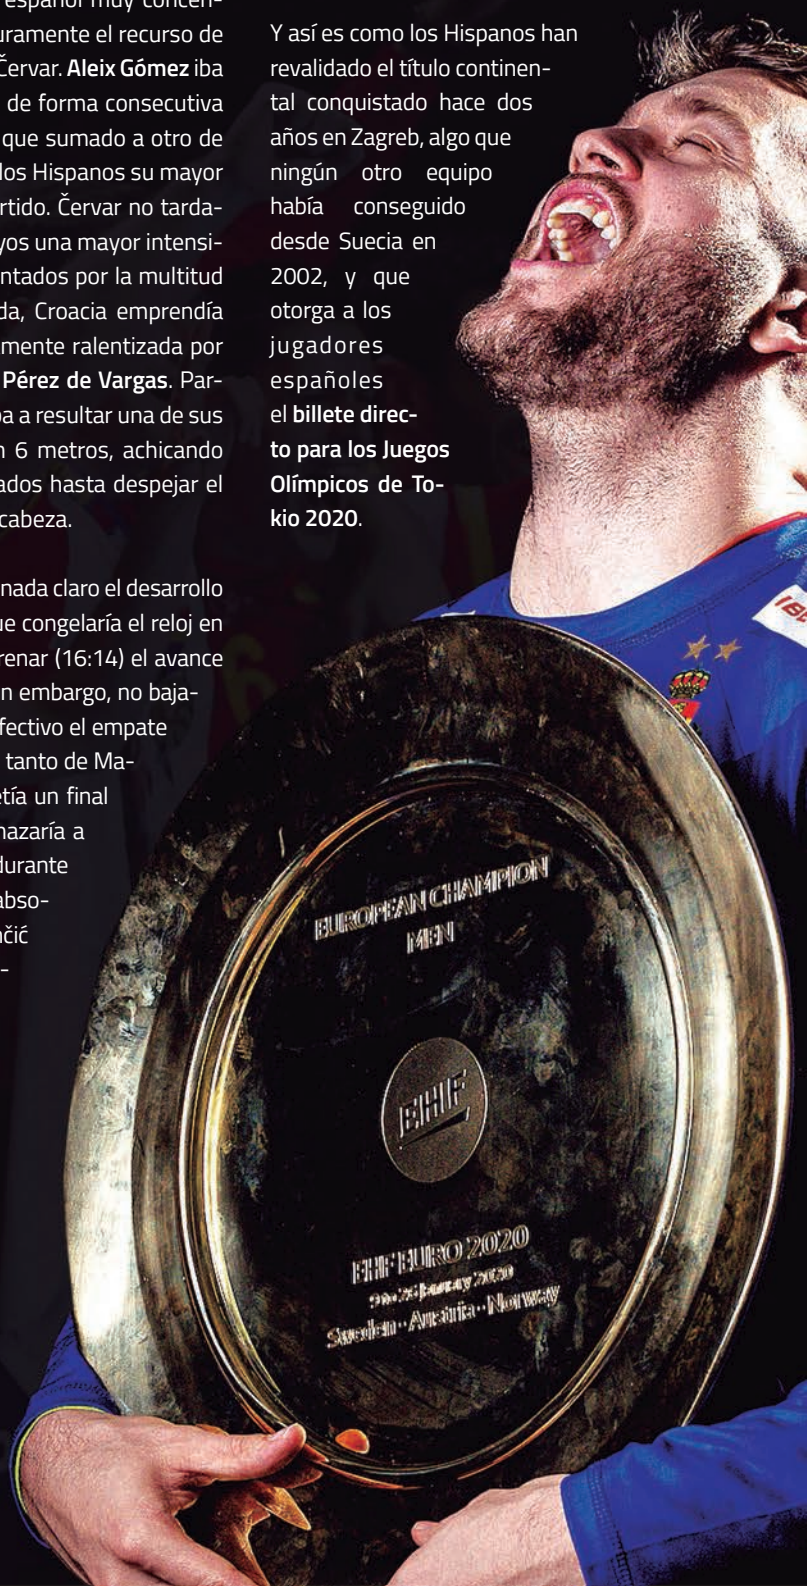 español muy concen-
uramente el recurso de
Červar. Aleix Gómez iba
de forma consecutiva
que sumado a otro de
los Hispanos su mayor
rtido. Červar no tarda-
yos una mayor intensi-
ntados por la multitud
da, Croacia emprendía
mente ralentizada por
Pérez de Vargas. Par-
ba a resultar una de sus
n 6 metros, achicando
ados hasta despejar el
cabeza.
nada claro el desarrollo
ue congelaría el reloj en
renar (16:14) el avance
n embargo, no baja-
fectivo el empate
tanto de Ma-
etía un final
nazaría a
durante
abso-
nčić
-
Y así es como los Hispanos han
revalidado el título continen-
tal conquistado hace dos
años en Zagreb, algo que
ningún otro equipo
había conseguido
desde Suecia en
2002, y que
otorga a los
jugadores
españoles
el billete direc-
to para los Juegos
Olímpicos de To-
kio 2020.
EUROPEAN CHAMPION
MEN
EHF
EHF EURO 2020
9 to 26 January 2020
Sweden · Austria · Norway